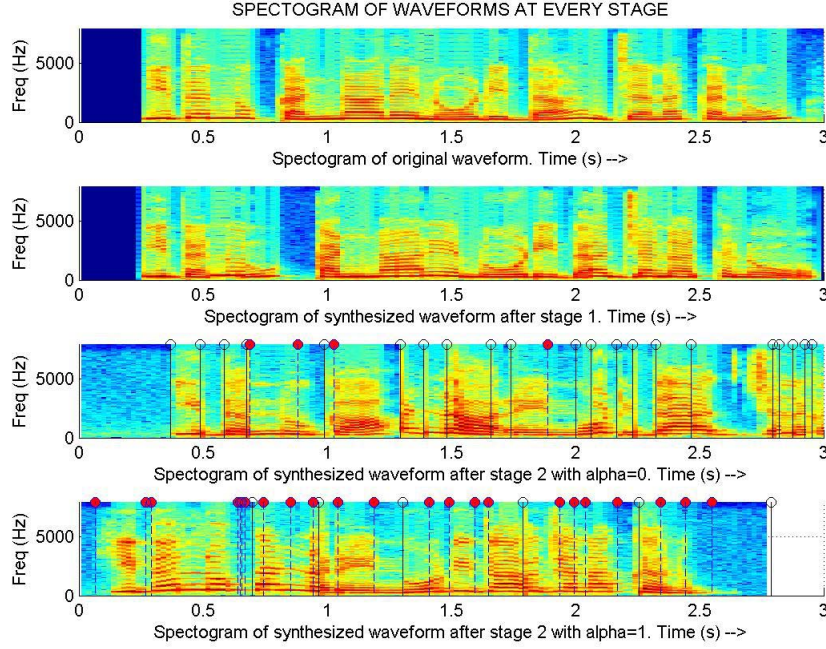 SPECTOGRAM OF WAVEFORMS AT EVERY STAGE
Freq (Hz)
5000
0
0 0.5 1 1.5 2 2.5 3
Spectogram of original waveform. Time (s) -->
Freq (Hz)
5000
0
0 0.5 1 1.5 2 2.5 3
Spectogram of synthesized waveform after stage 1. Time (s) -->
Freq (Hz)
5000
0
0 0.5 1 1.5 2 2.5 3
Spectogram of synthesized waveform after stage 2 with alpha=0. Time (s) -->
Freq (Hz)
5000
0
0 0.5 1 1.5 2 2.5 3
Spectogram of synthesized waveform after stage 2 with alpha=1. Time (s) -->